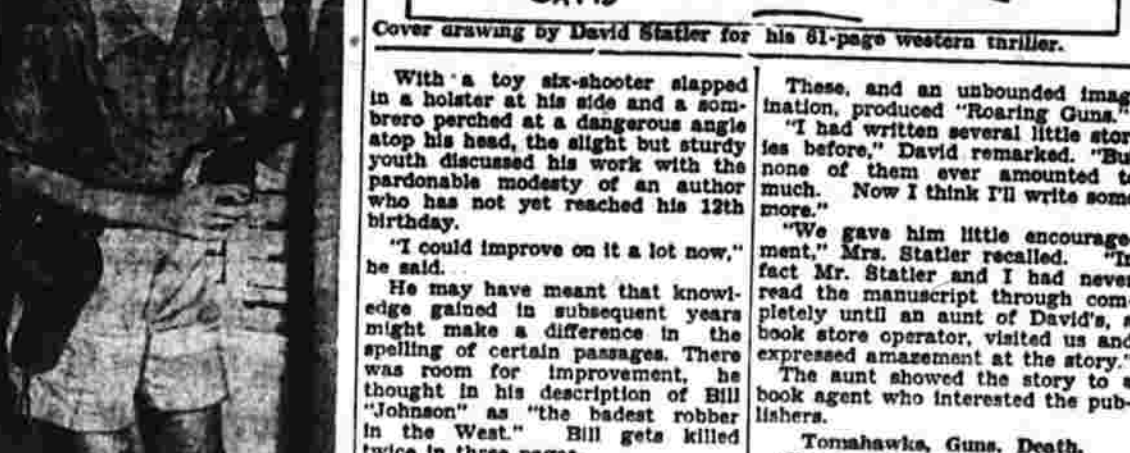 Cover drawing by David Statler for his 61-page western thriller.
With a toy six-shooter slapped
in a holster at his side and a som-
brero perched at a dangerous angle
atop his head, the slight but sturdy
youth discussed his work with the
pardonable modesty of an author
who has not yet reached his 12th
birthday.
"I could improve on it a lot now,"
he said.
He may have meant that knowl-
edge gained in subsequent years
might make a difference in the
spelling of certain passages. There
was room for improvement, he
thought in his description of Bill
"Johnson" as "the badest robber
in the West." Bill gets killed
twice in three pages.
These, and an unbounded imag
ination, produced "Roaring Guns."
"I had written several little stor
ies before," David remarked. "Bu
none of them ever amounted t
much. Now I think I'll write som
more."
"We gave him little encourage
ment," Mrs. Statler recalled. "In
fact Mr. Statler and I had never
read the manuscript through com
pletely until an aunt of David's, a
book store operator, visited us and
expressed amazement at the story."
The aunt showed the story to a
book agent who interested the pub-
lishers.
Tomahawks, Guns, Death.